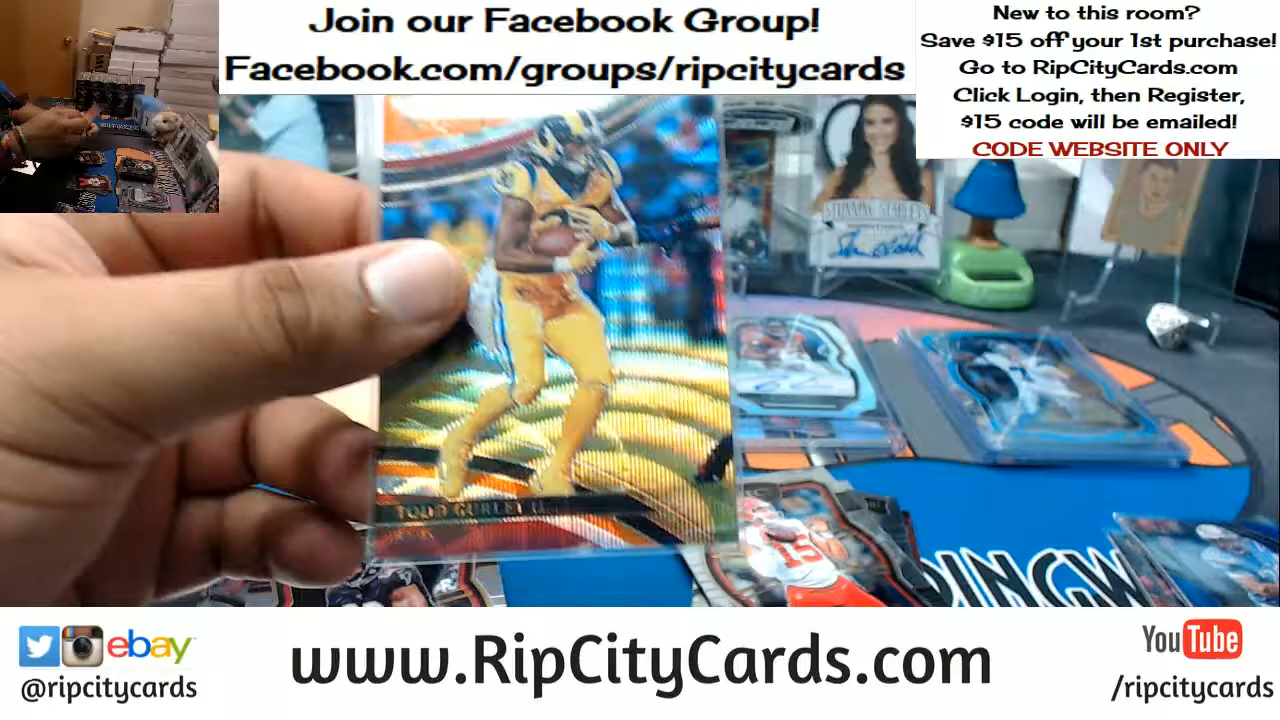 Join our Facebook Group!
Facebook.com/groups/ripcitycards
New to this room?
Save $15 off your 1st purchase!
Go to RipCityCards.com
Click Login, then Register,
$15 code will be emailed!
CODE WEBSITE ONLY
TODD GURLEY II
15
ebay
@ripcitycards
www.RipCityCards.com
YouTube
/ripcitycards